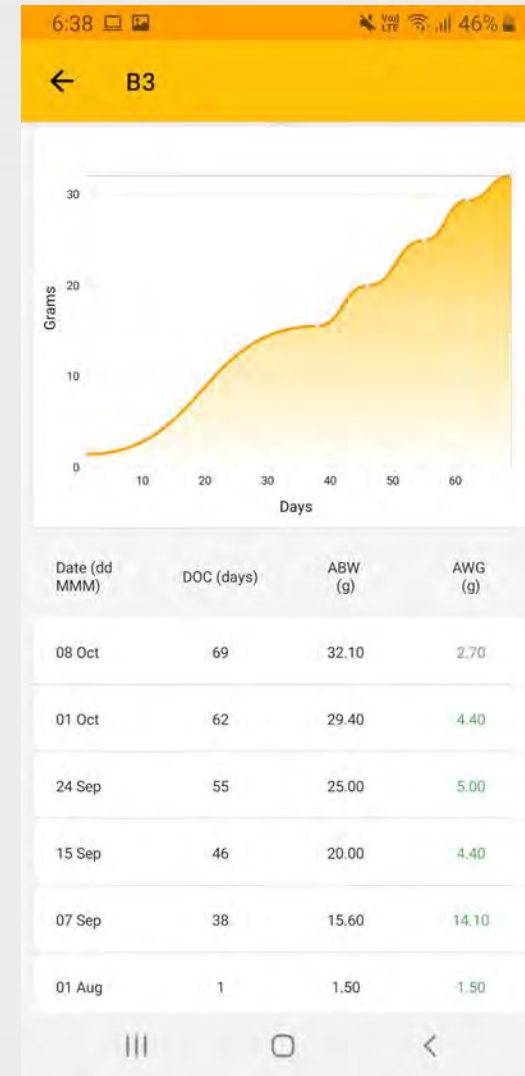 6:38 Vo) LTE 46%
B3
30
20
10
0
Grams
10 20 30 40 50 60
Days
Date (dd MMM) DOC (days) ABW (g) AWG (g)
08 Oct 69 32.10 2.70
01 Oct 62 29.40 4.40
24 Sep 55 25.00 5.00
15 Sep 46 20.00 4.40
07 Sep 38 15.60 14.10
01 Aug 1 1.50 1.50